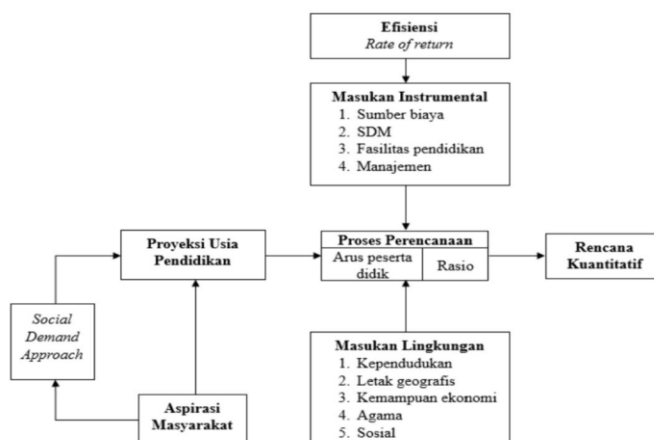 Efisiensi
Rate of return
Masukan Instrumental
1. Sumber biaya
2. SDM
3. Fasilitas pendidikan
4. Manajemen
Proyeksi Usia
Pendidikan
Proses Perencanaan
Arus peserta
didik
Rasio
Rencana
Kuantitatif
Social
Demand
Approach
Masukan Lingkungan
1. Kependudukan
2. Letak geografis
3. Kemampuan ekonomi
4. Agama
5. Sosial
Aspirasi
Masyarakat